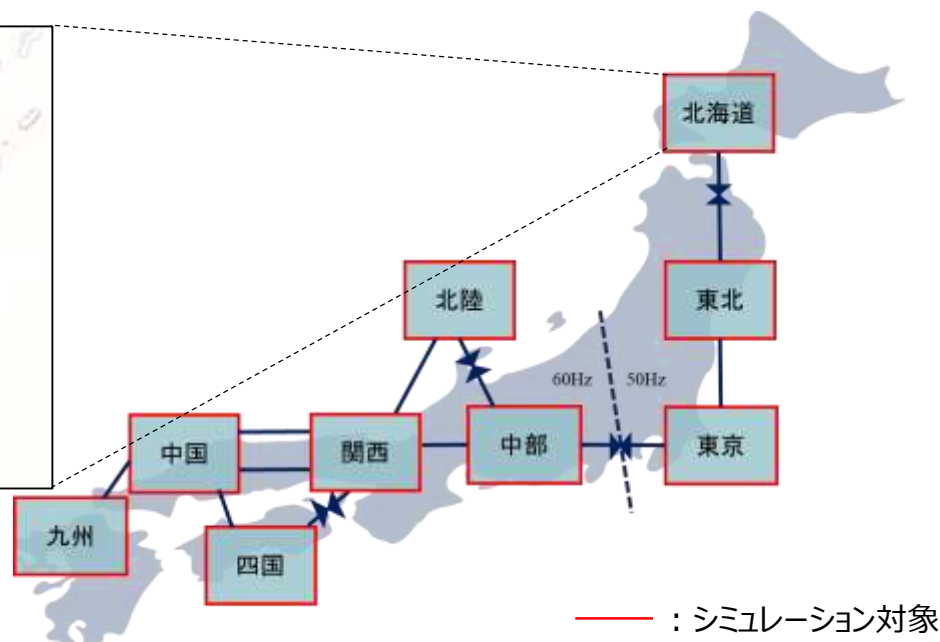 北海道
北陸
東北
60Hz
50Hz
中国
関西
中部
東京
九州
四国
：シミュレーション対象